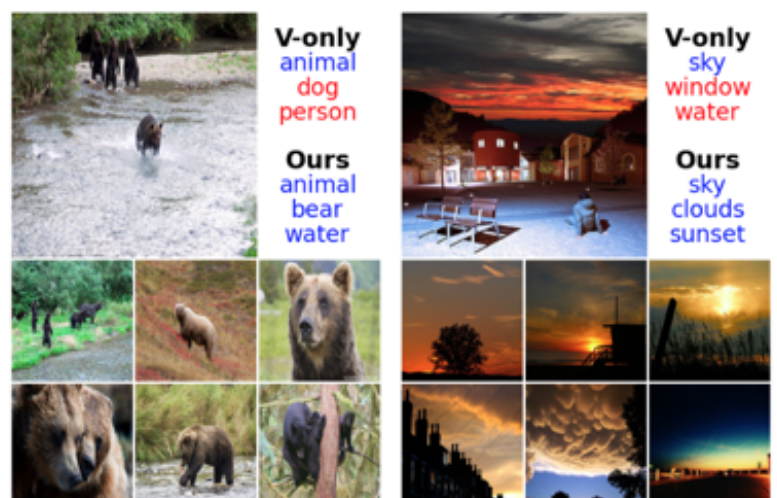 V-only
animal
dog
person
Ours
animal
bear
water
V-only
sky
window
water
Ours
sky
clouds
sunset